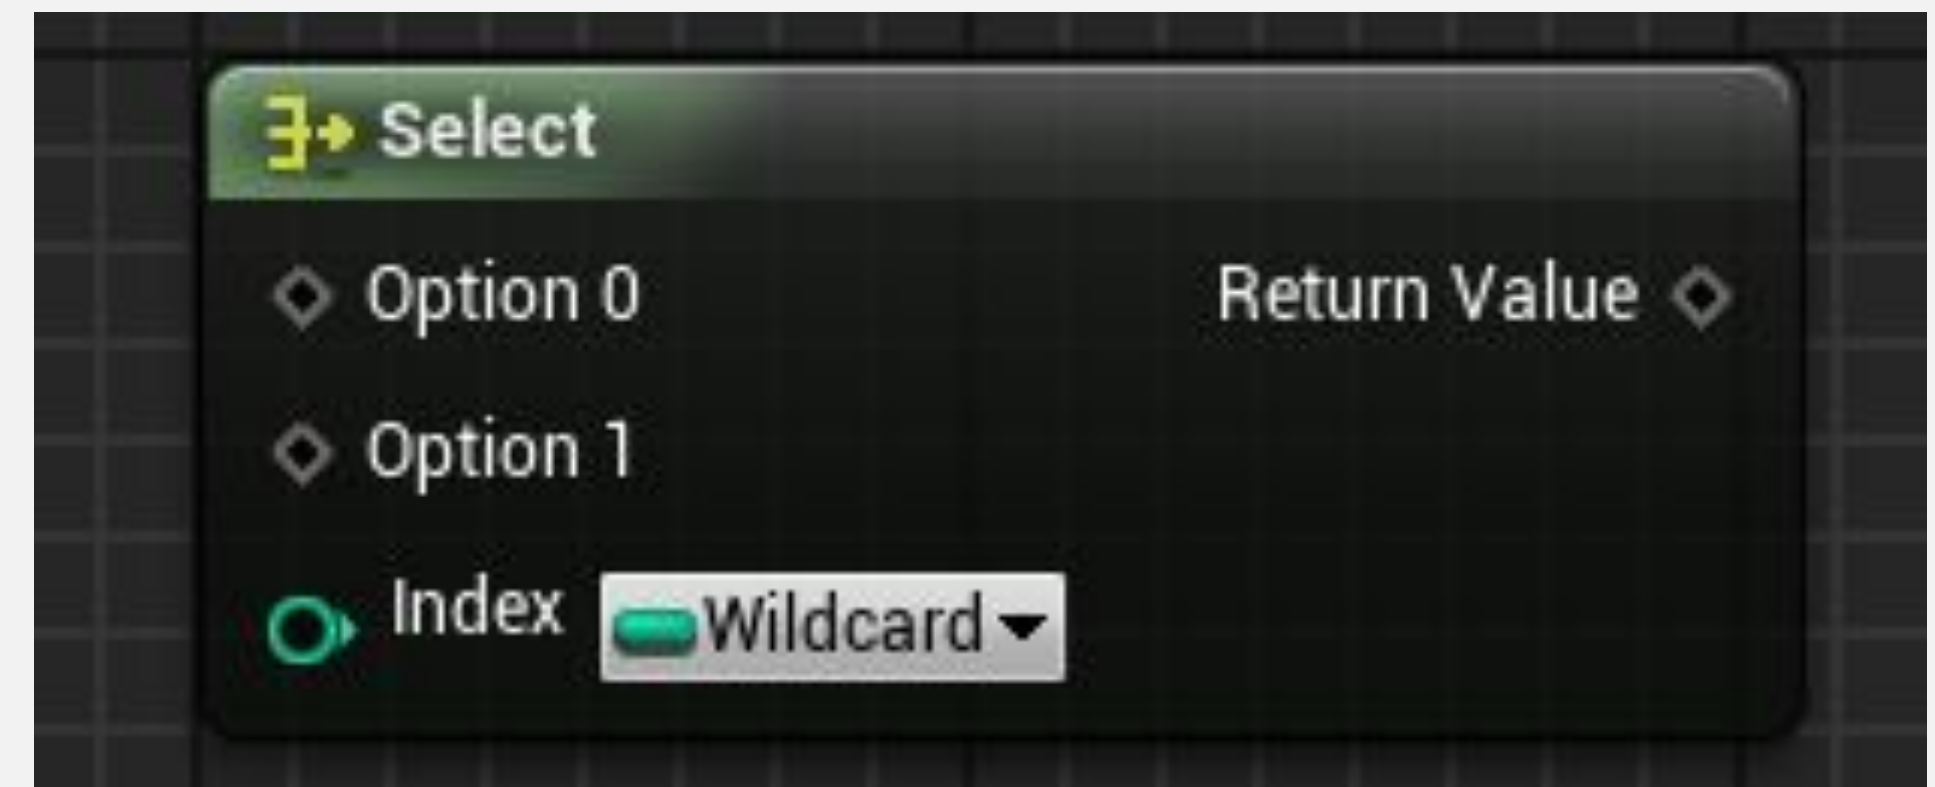 Select
Option 0
Return Value
Option 1
Index Wildcard